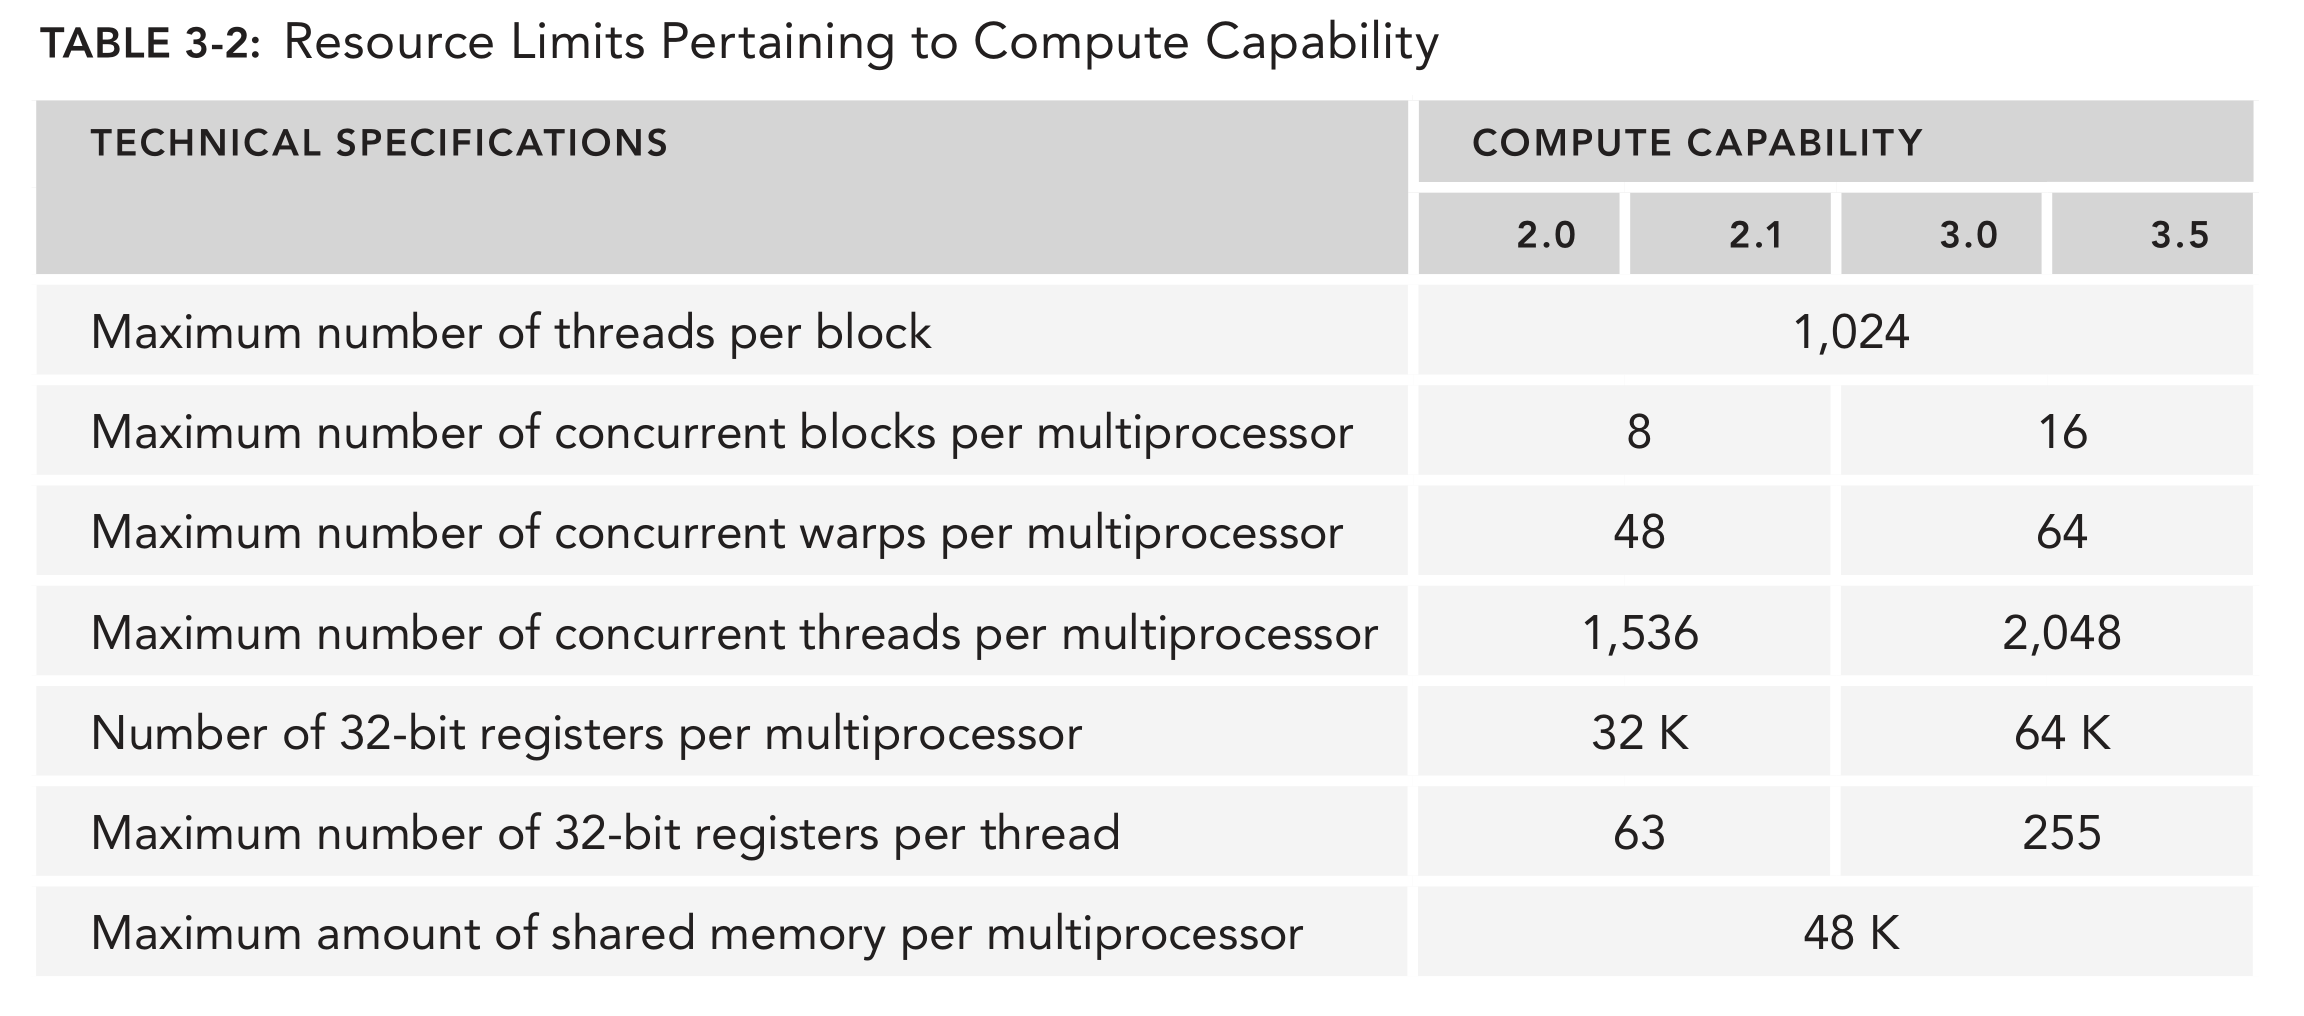 TABLE 3-2: Resource Limits Pertaining to Compute Capability
TECHNICAL SPECIFICATIONS COMPUTE CAPABILITY
2.0 2.1 3.0 3.5
Maximum number of threads per block 1,024
Maximum number of concurrent blocks per multiprocessor 8 16
Maximum number of concurrent warps per multiprocessor 48 64
Maximum number of concurrent threads per multiprocessor 1,536 2,048
Number of 32-bit registers per multiprocessor 32 K 64 K
Maximum number of 32-bit registers per thread 63 255
Maximum amount of shared memory per multiprocessor 48 K